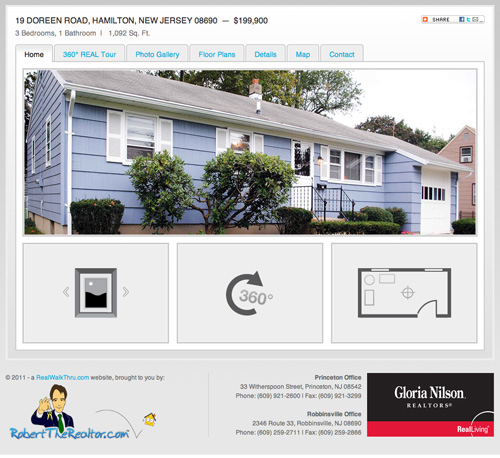 19 DOREEN ROAD, HAMILTON, NEW JERSEY 08690 — $199,900
SHARE
3 Bedrooms, 1 Bathroom | 1,092 Sq. Ft.
Home
360° REAL Tour
Photo Gallery
Floor Plans
Details
Map
Contact
360°
© 2011 - a RealWalkThru.com website, brought to you by:
RobertTheRealtor.com
Princeton Office
33 Witherspoon Street, Princeton, NJ 08542
Phone: (609) 921-2600 | Fax: (609) 921-3299
Robbinsville Office
2346 Route 33, Robbinsville, NJ 08690
Phone: (609) 259-2711 | Fax: (609) 259-2866
Gloria Nilson
REALTORS®
RealLiving